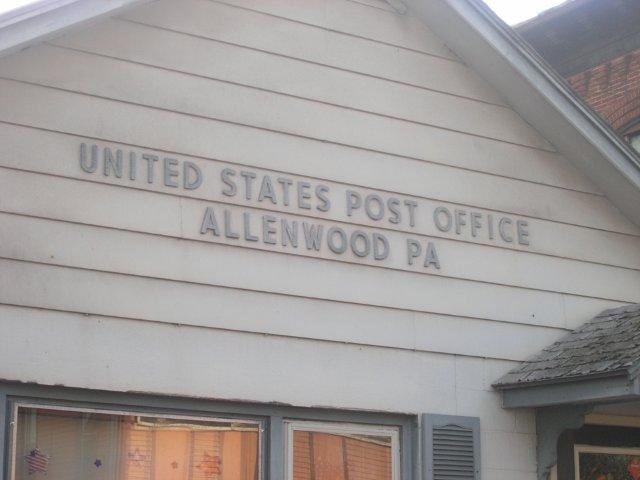 UNITED STATES POST OFFICE
ALLENWOOD PA